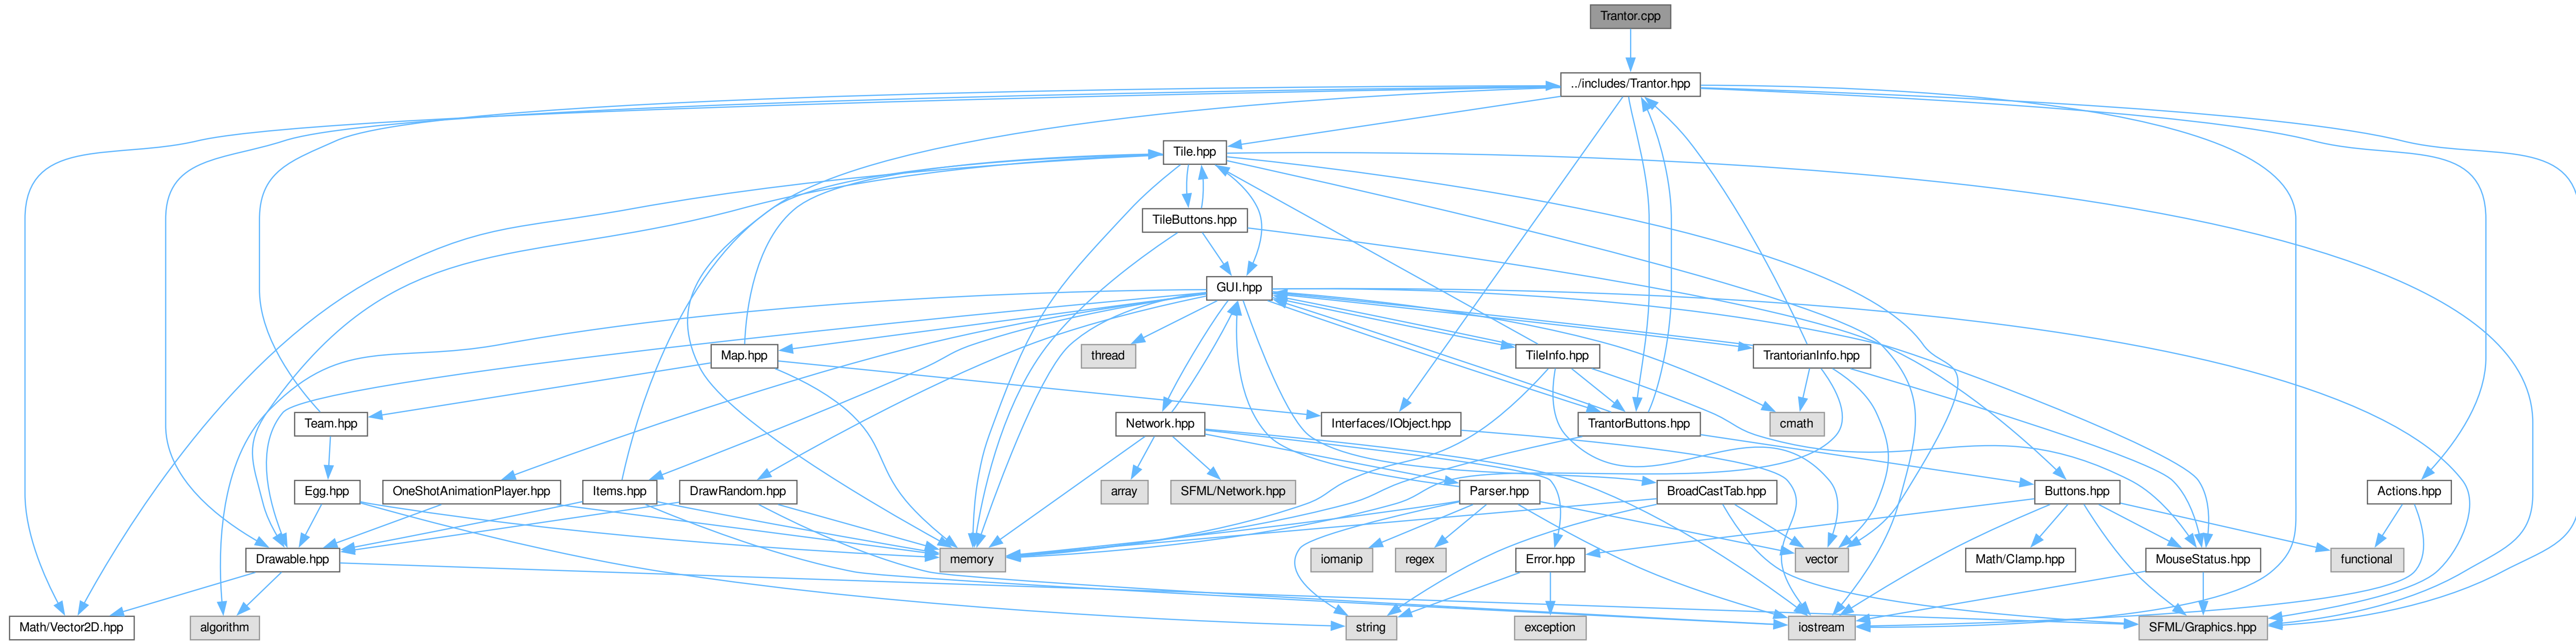 Trantor.cpp
../includes/Trantor.hpp
Tile.hpp
TileButtons.hpp
GUI.hpp
Map.hpp
thread
TileInfo.hpp
TrantorianInfo.hpp
Team.hpp
Network.hpp
Interfaces/IObject.hpp
TrantorButtons.hpp
cmath
Egg.hpp
OneShotAnimationPlayer.hpp
Items.hpp
DrawRandom.hpp
array
SFML/Network.hpp
Parser.hpp
BroadCastTab.hpp
Buttons.hpp
Actions.hpp
Drawable.hpp
memory
iomanip
regex
Error.hpp
vector
Math/Clamp.hpp
MouseStatus.hpp
functional
Math/Vector2D.hpp
algorithm
string
exception
iostream
SFML/Graphics.hpp